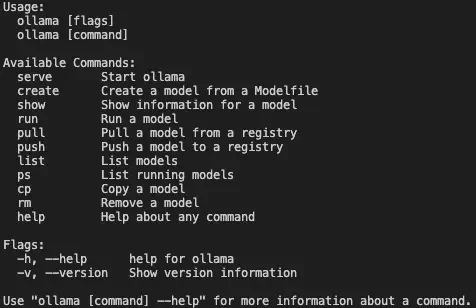 Usage:
  ollama [flags]
  ollama [command]

Available Commands:
  serve       Start ollama
  create      Create a model from a Modelfile
  show        Show information for a model
  run         Run a model
  pull        Pull a model from a registry
  push        Push a model to a registry
  list        List models
  ps          List running models
  cp          Copy a model
  rm          Remove a model
  help        Help about any command

Flags:
  -h, --help      help for ollama
  -v, --version   Show version information

Use "ollama [command] --help" for more information about a command.